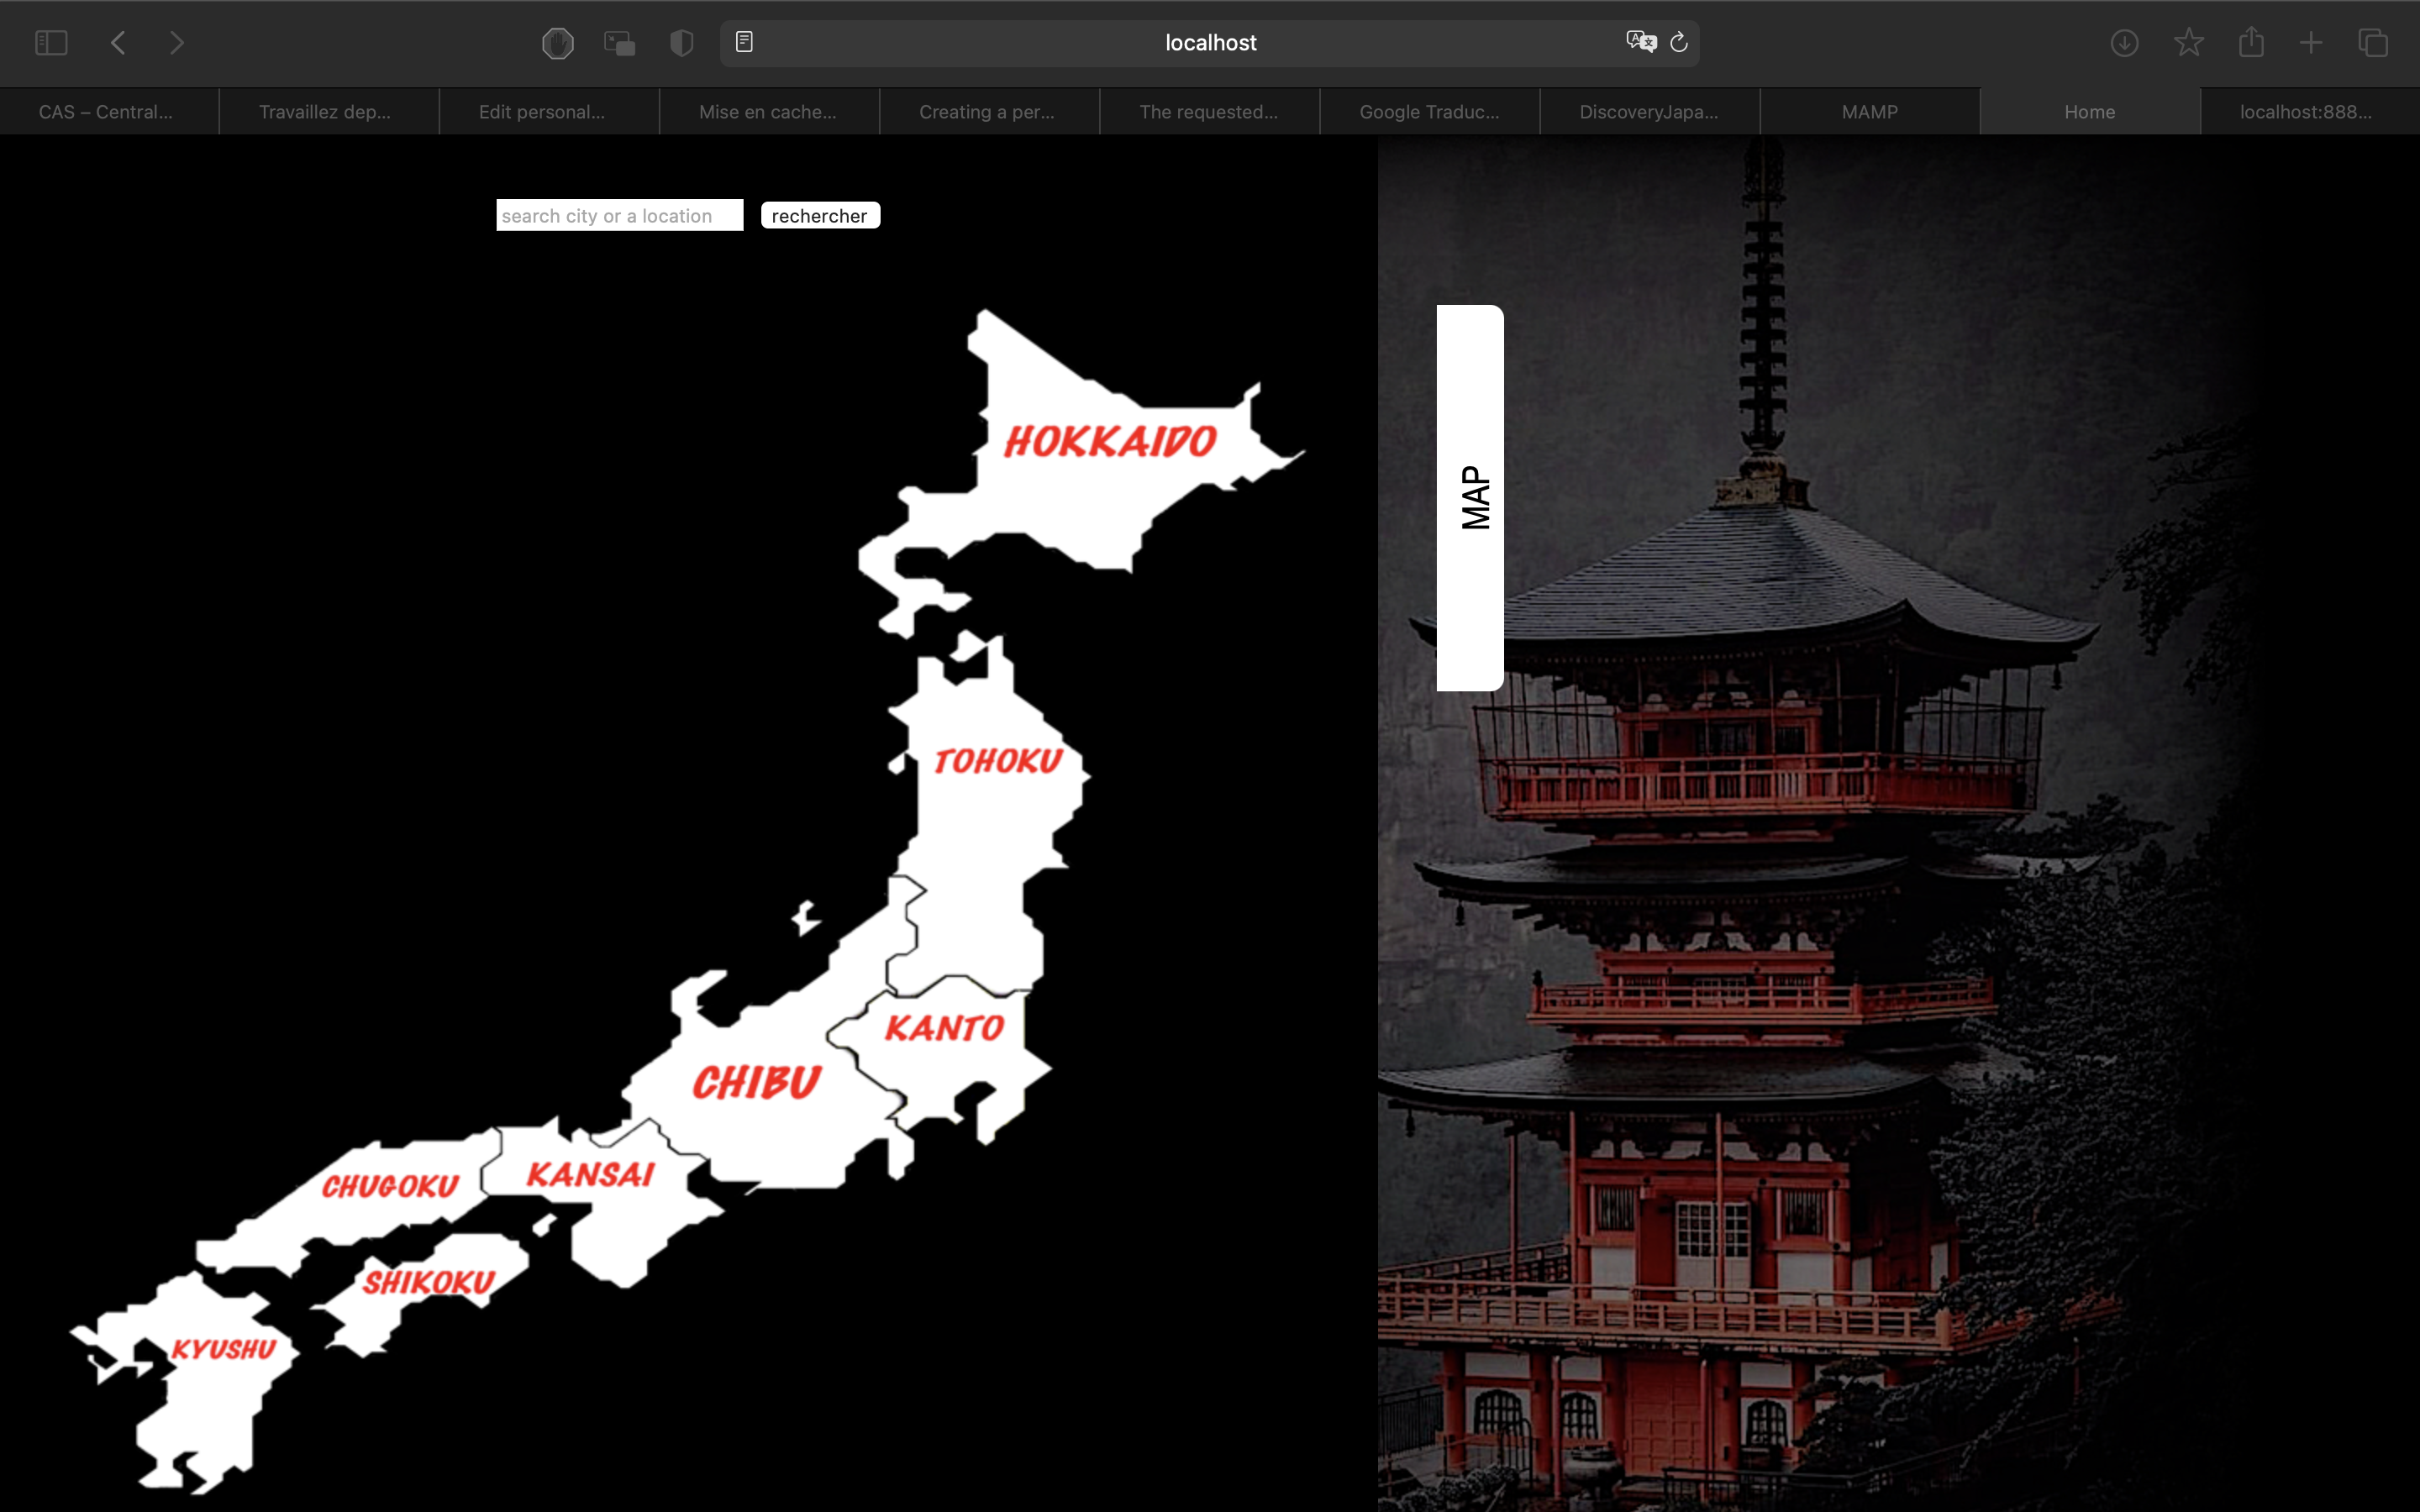 localhost
CAS – Central...
Travaillez dep...
Edit personal...
Mise en cache...
Creating a per...
The requested...
Google Traduc...
DiscoveryJapa...
MAMP
Home
localhost:888...
search city or a location
rechercher
HOKKAIDO
MAP
TOHOKU
KANTO
CHIBU
KANSAI
CHUGOKU
SHIKOKU
KYUSHU